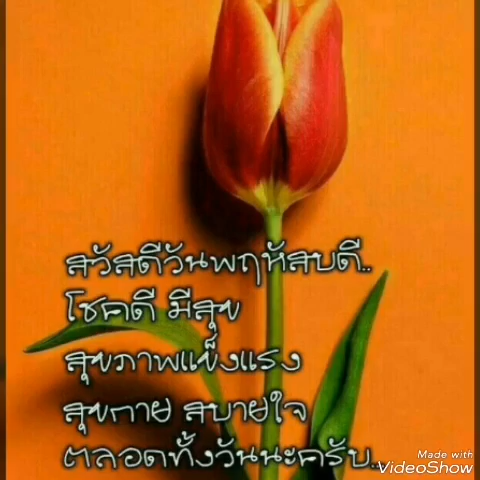 สวัสดีวันพฤหัสบดี..
โชคดี มีสุข
สุขภาพแข็งแรง
สุขกาย สบายใจ
ตลอดทั้งวันนะครับ..
Made with
VideoShow